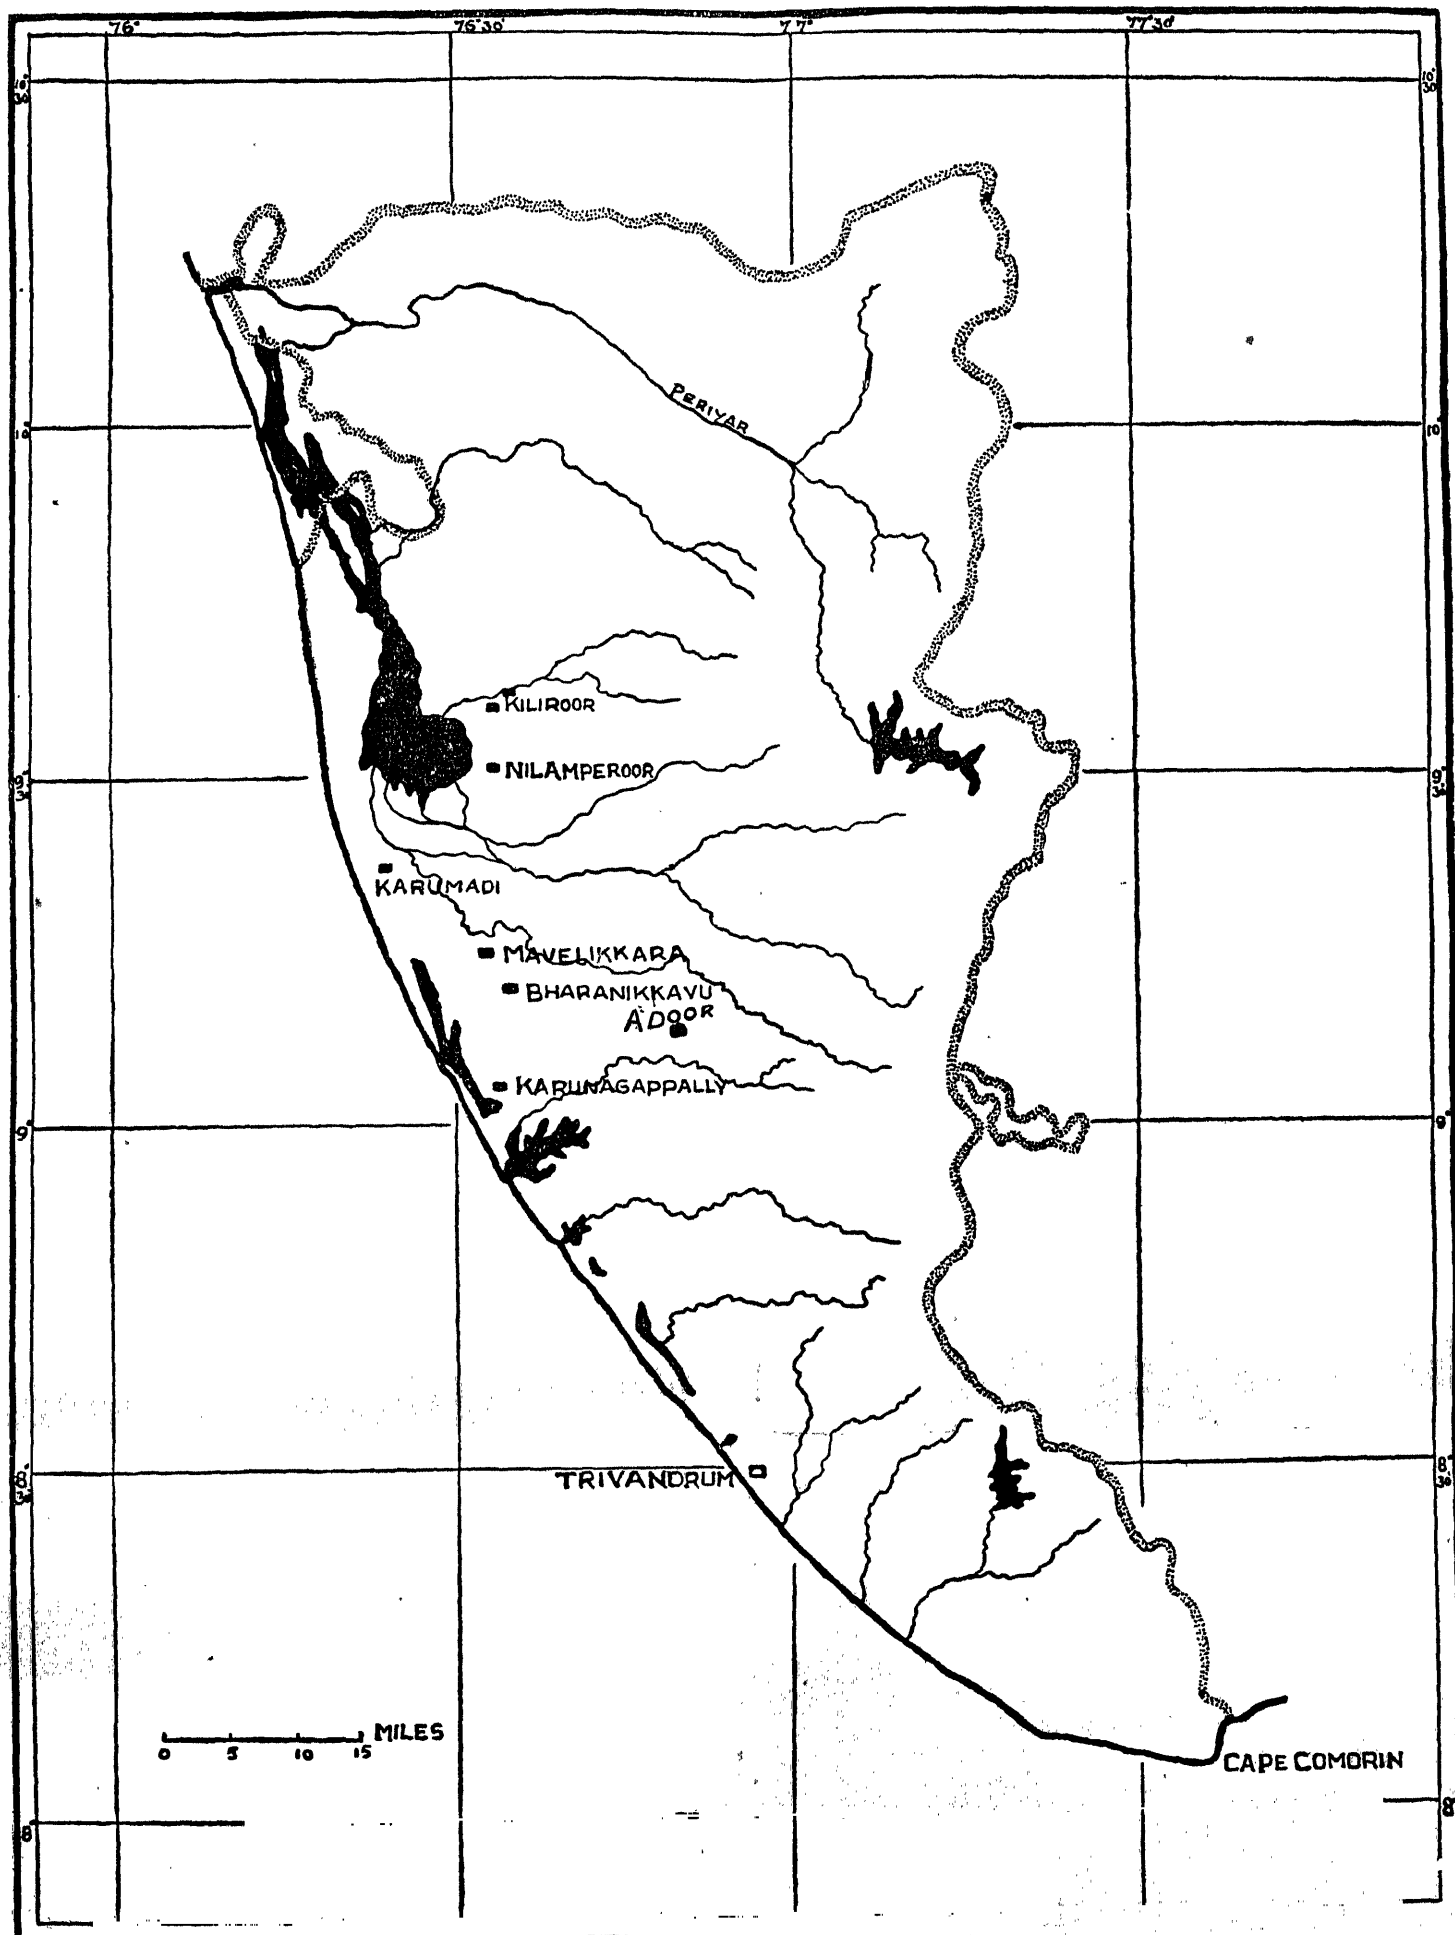 76° 76°30' 77° 77°30'
10 30 10 30
PERIYAR
10 10
KILIROOR
NILAMPEROOR
9 3 9 3
KARUMADI
MAVELIKKARA
BHARANIKKAVU
ADOOR
KARUNAGAPPALLY
9° 9°
TRIVANDRUM
8 30 8 30
MILES
0 5 10 15
CAPE COMORIN
8 8